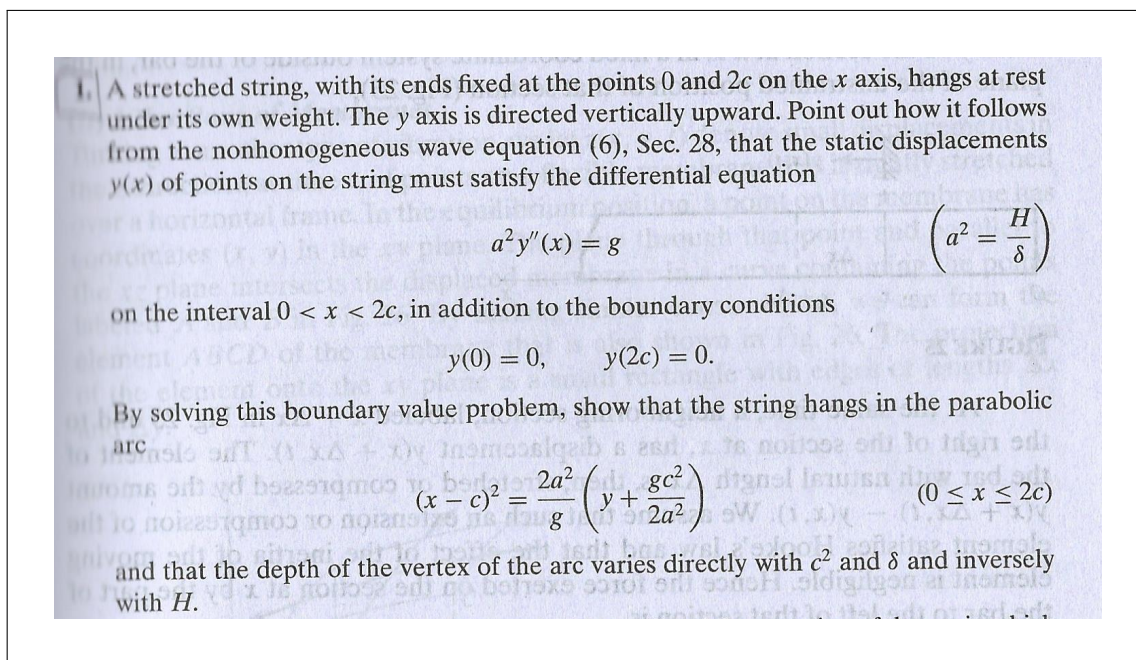 1. A stretched string, with its ends fixed at the points 0 and 2c on the x axis, hangs at rest
under its own weight. The y axis is directed vertically upward. Point out how it follows
from the nonhomogeneous wave equation (6), Sec. 28, that the static displacements
y(x) of points on the string must satisfy the differential equation
a²y″(x) = g (a² = H/δ)
on the interval 0 < x < 2c, in addition to the boundary conditions
y(0) = 0, y(2c) = 0.
By solving this boundary value problem, show that the string hangs in the parabolic
arc
(x − c)² = 2a²/g (y + gc²/2a²) (0 ≤ x ≤ 2c)
and that the depth of the vertex of the arc varies directly with c² and δ and inversely
with H.